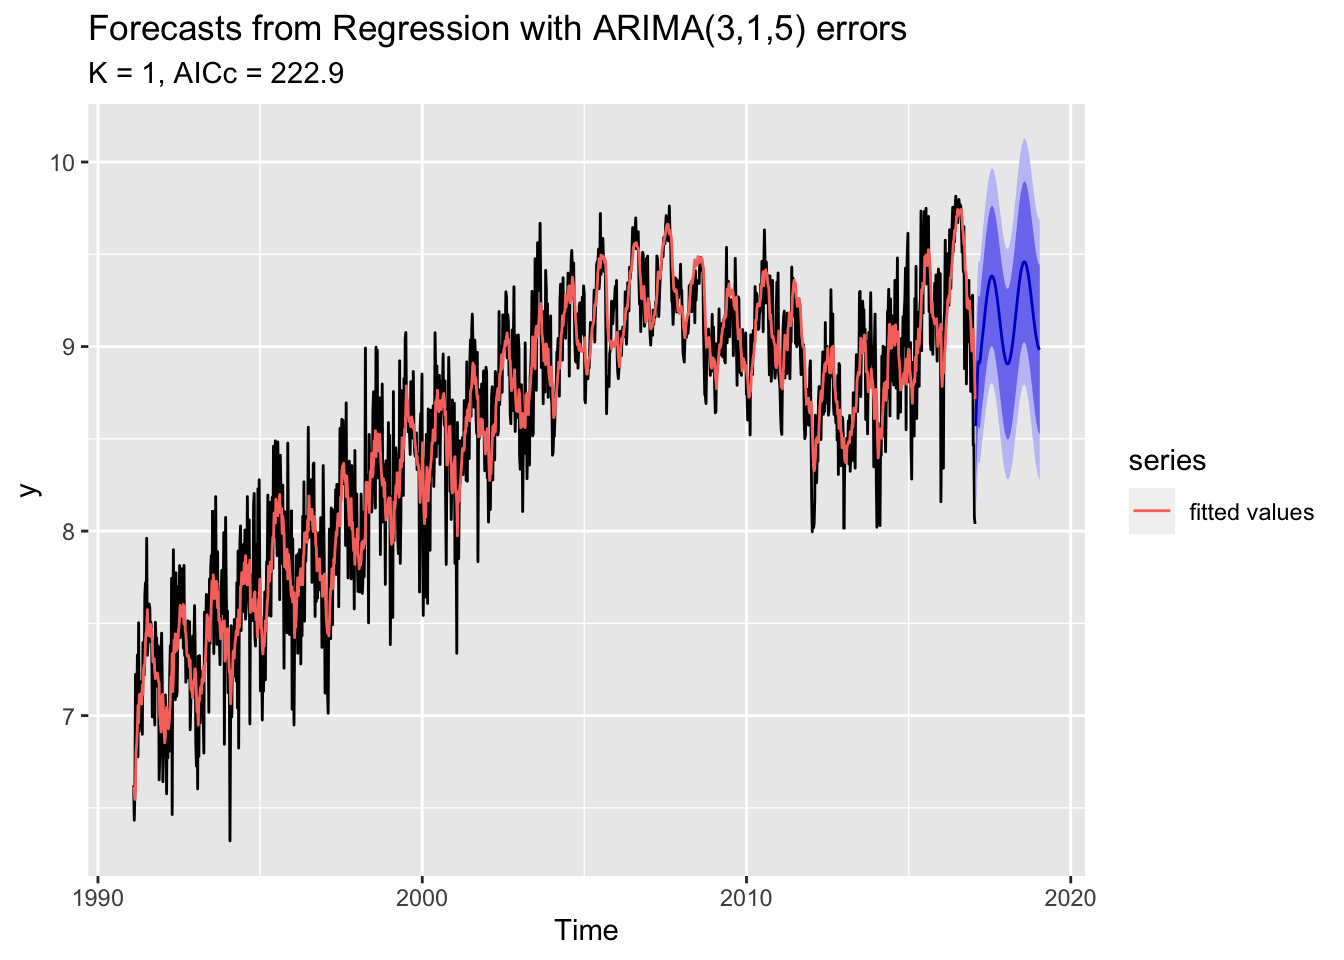 Forecasts from Regression with ARIMA(3,1,5) errors
K = 1, AICc = 222.9
10
9
8
7
y
1990
2000
2010
2020
Time
series
fitted values